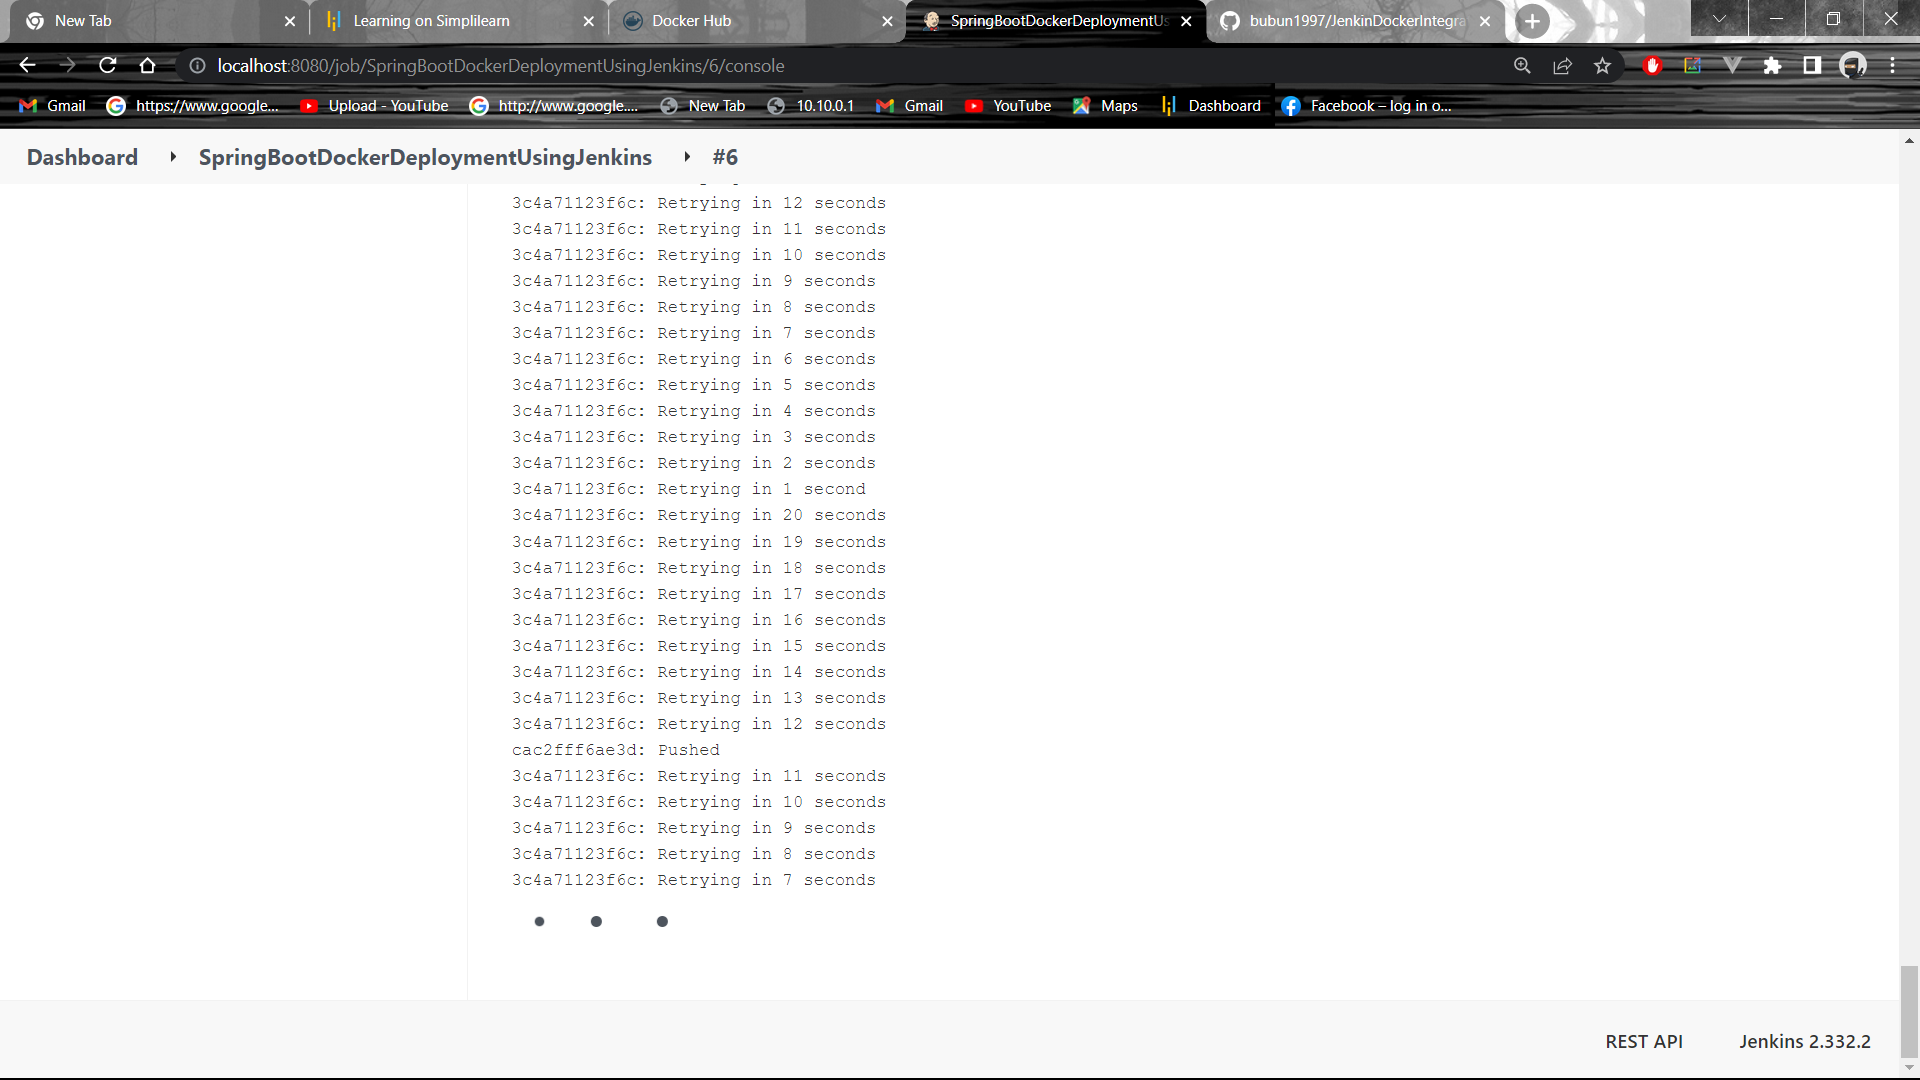 New Tab
Learning on Simplilearn
Docker Hub
SpringBootDockerDeploymentUs
bubun1997/JenkinDockerIntegra
localhost:8080/job/SpringBootDockerDeploymentUsingJenkins/6/console
Gmail
https://www.google...
Upload - YouTube
http://www.google....
New Tab
10.10.0.1
Gmail
YouTube
Maps
Dashboard
Facebook – log in o...
Dashboard
SpringBootDockerDeploymentUsingJenkins
#6
3c4a71123f6c: Retrying in 12 seconds
3c4a71123f6c: Retrying in 11 seconds
3c4a71123f6c: Retrying in 10 seconds
3c4a71123f6c: Retrying in 9 seconds
3c4a71123f6c: Retrying in 8 seconds
3c4a71123f6c: Retrying in 7 seconds
3c4a71123f6c: Retrying in 6 seconds
3c4a71123f6c: Retrying in 5 seconds
3c4a71123f6c: Retrying in 4 seconds
3c4a71123f6c: Retrying in 3 seconds
3c4a71123f6c: Retrying in 2 seconds
3c4a71123f6c: Retrying in 1 second
3c4a71123f6c: Retrying in 20 seconds
3c4a71123f6c: Retrying in 19 seconds
3c4a71123f6c: Retrying in 18 seconds
3c4a71123f6c: Retrying in 17 seconds
3c4a71123f6c: Retrying in 16 seconds
3c4a71123f6c: Retrying in 15 seconds
3c4a71123f6c: Retrying in 14 seconds
3c4a71123f6c: Retrying in 13 seconds
3c4a71123f6c: Retrying in 12 seconds
cac2fff6ae3d: Pushed
3c4a71123f6c: Retrying in 11 seconds
3c4a71123f6c: Retrying in 10 seconds
3c4a71123f6c: Retrying in 9 seconds
3c4a71123f6c: Retrying in 8 seconds
3c4a71123f6c: Retrying in 7 seconds
REST API
Jenkins 2.332.2